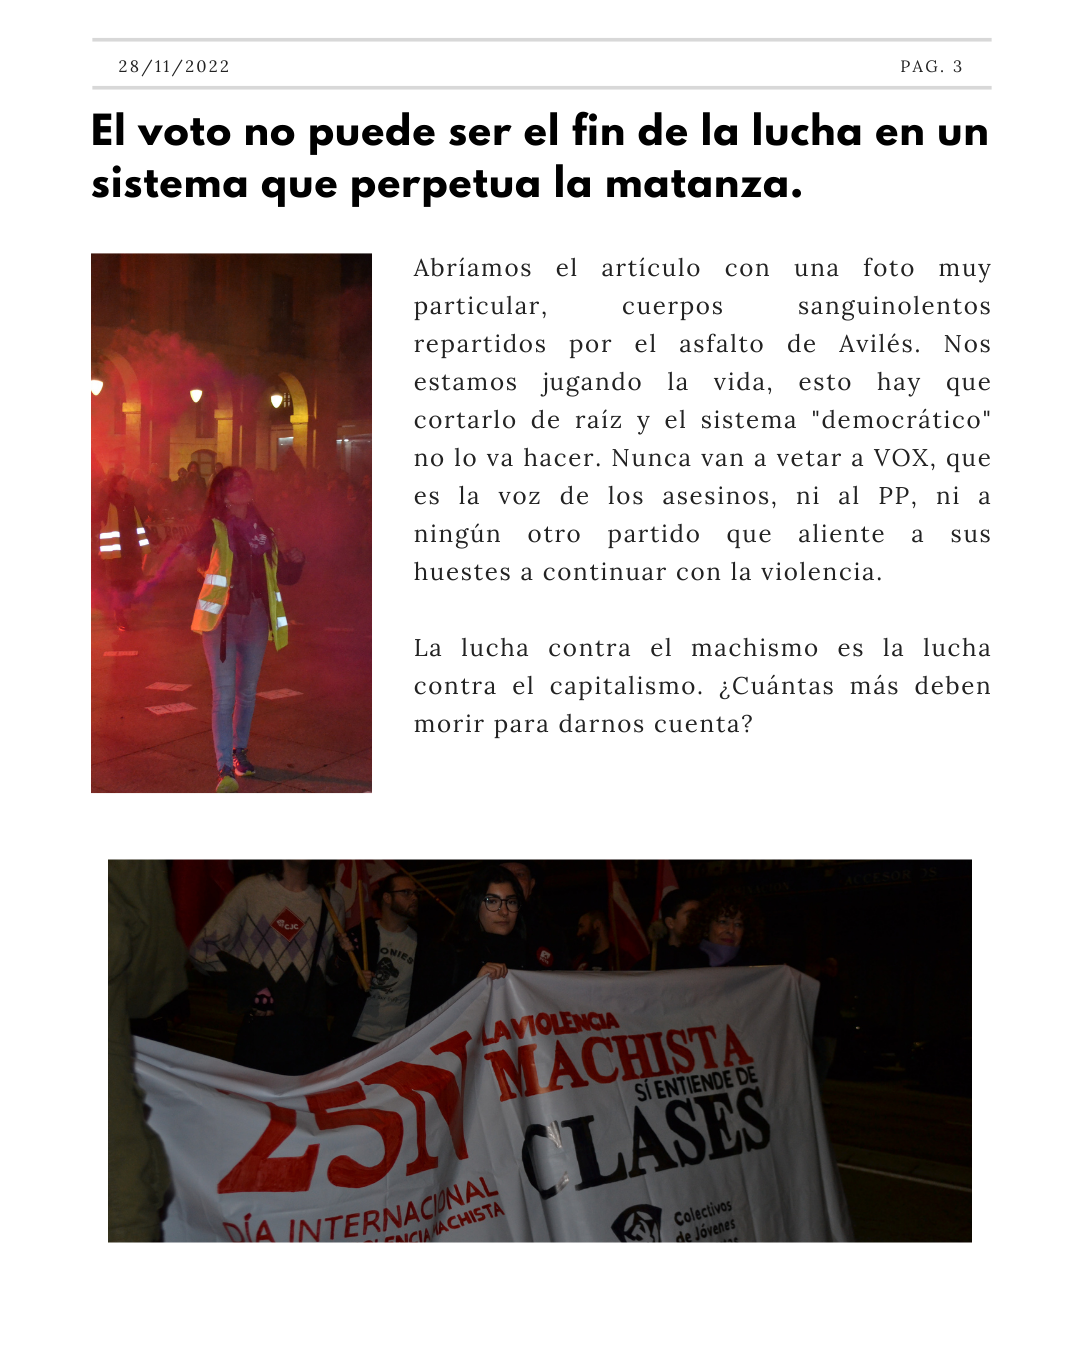 28/11/2022
PAG. 3
El voto no puede ser el fin de la lucha en un
sistema que perpetua la matanza.
Abríamos el artículo con una foto muy
particular, cuerpos sanguinolentos
repartidos por el asfalto de Avilés. Nos
estamos jugando la vida, esto hay que
cortarlo de raíz y el sistema "democrático"
no lo va hacer. Nunca van a vetar a VOX, que
es la voz de los asesinos, ni al PP, ni a
ningún otro partido que aliente a sus
huestes a continuar con la violencia.
La lucha contra el machismo es la lucha
contra el capitalismo. ¿Cuántas más deben
morir para darnos cuenta?
ACCESOR OS
CJC
25N
LA VIOLENCIA
MACHISTA
SÍ ENTIENDE DE
CLASES
DÍA INTERNACIONAL
MACHISTA
Colectivos
de Jóvenes